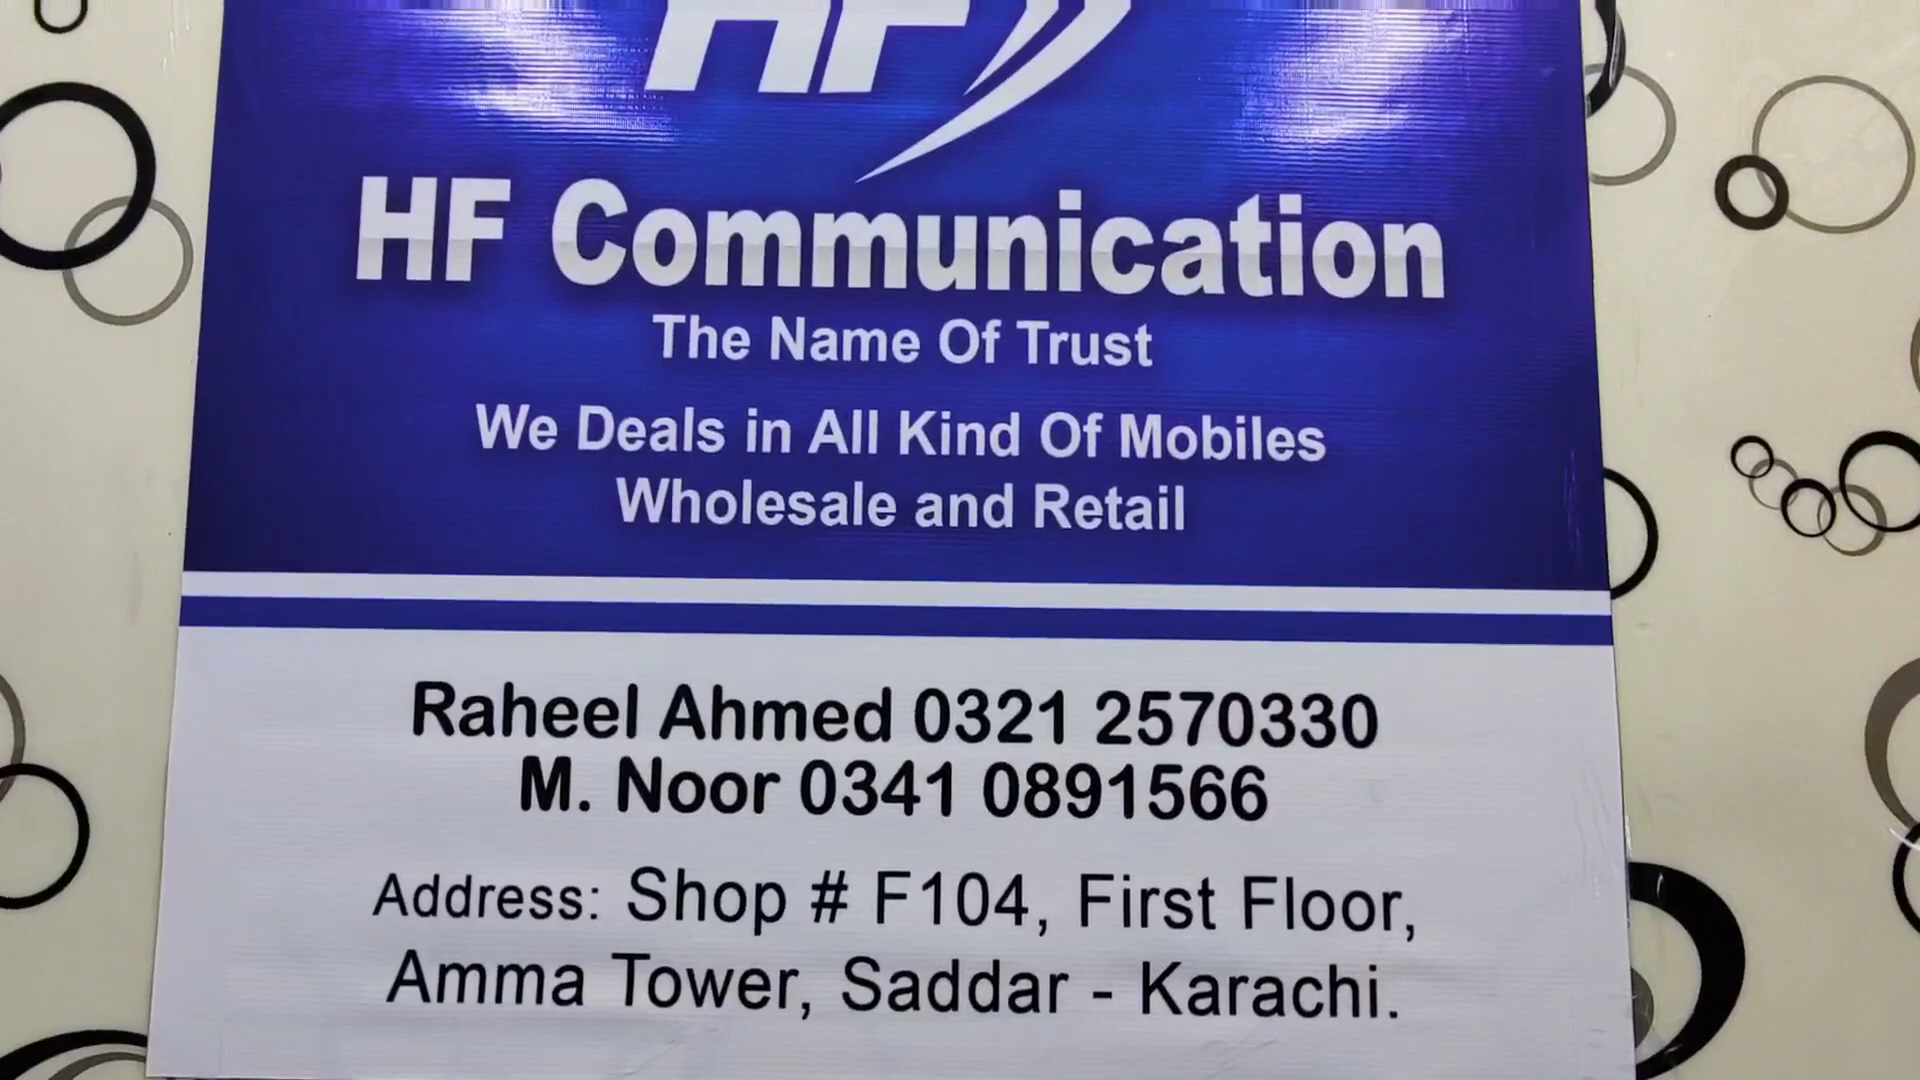 HF
HF Communication
The Name Of Trust
We Deals in All Kind Of Mobiles
Wholesale and Retail
Raheel Ahmed 0321 2570330
M. Noor 0341 0891566
Address: Shop # F104, First Floor,
Amma Tower, Saddar - Karachi.